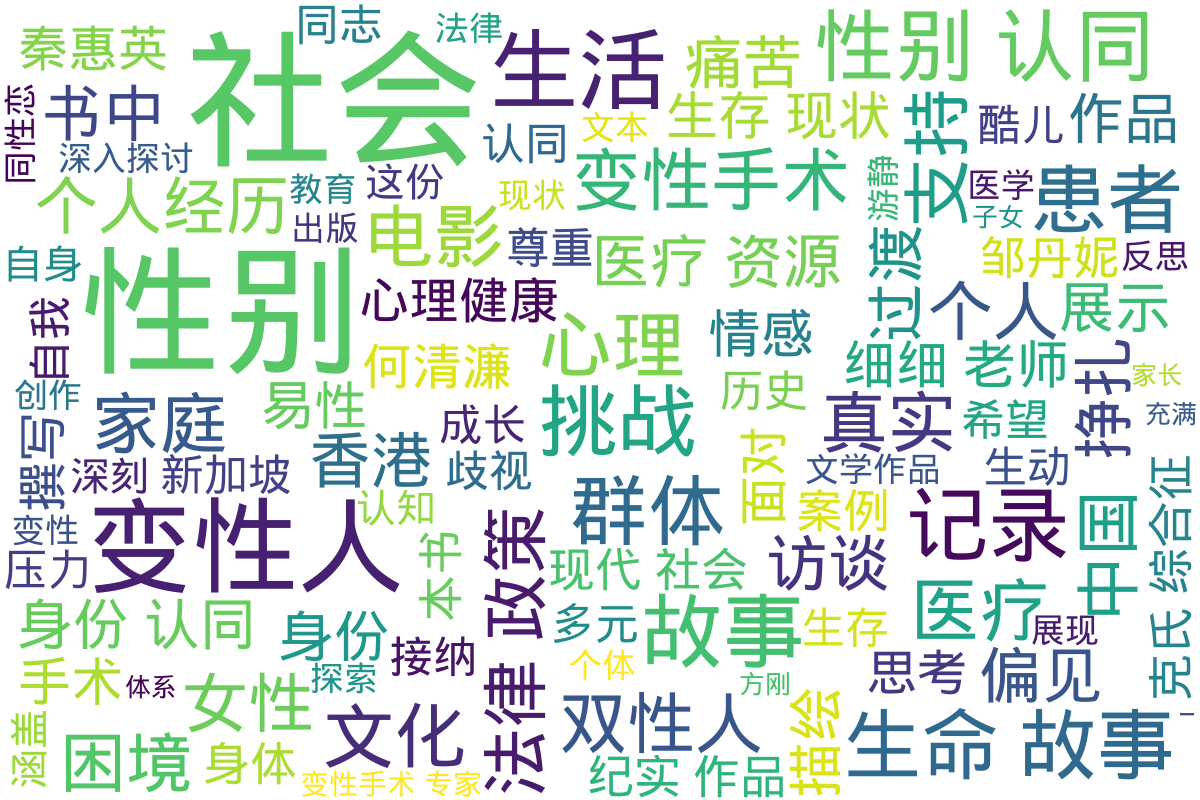 秦惠英
同志
法律
社会
生活
性别 认同
痛苦
同性恋
书中
深入探讨
认同
文本
生存 现状
支持
酷儿
作品
个人经历
教育
这份
现状
变性手术
游静
医学
子女
患者
出版
电影
尊重
医疗 资源
过渡
邹丹妮
反思
自身
性别
心理健康
心理
情感
个人
展示
自我
何清濂
细细 老师
挣扎
家长
创作
家庭
易性
成长
挑战
历史
真实
希望
充满
撰写
深刻
新加坡
香港
歧视
面对
文学作品
生动
变性
变性人
认知
法律 政策
群体
案例
记录
中国
克氏 综合征
压力
本书
现代 社会
访谈
医疗
身份 认同
身份
接纳
多元
故事
生存
展现
手术
体系
女性
探索
个体
方刚
思考
偏见
一
涵盖
困境
身体
文化
双性人
描绘
生命 故事
变性手术 专家
纪实 作品